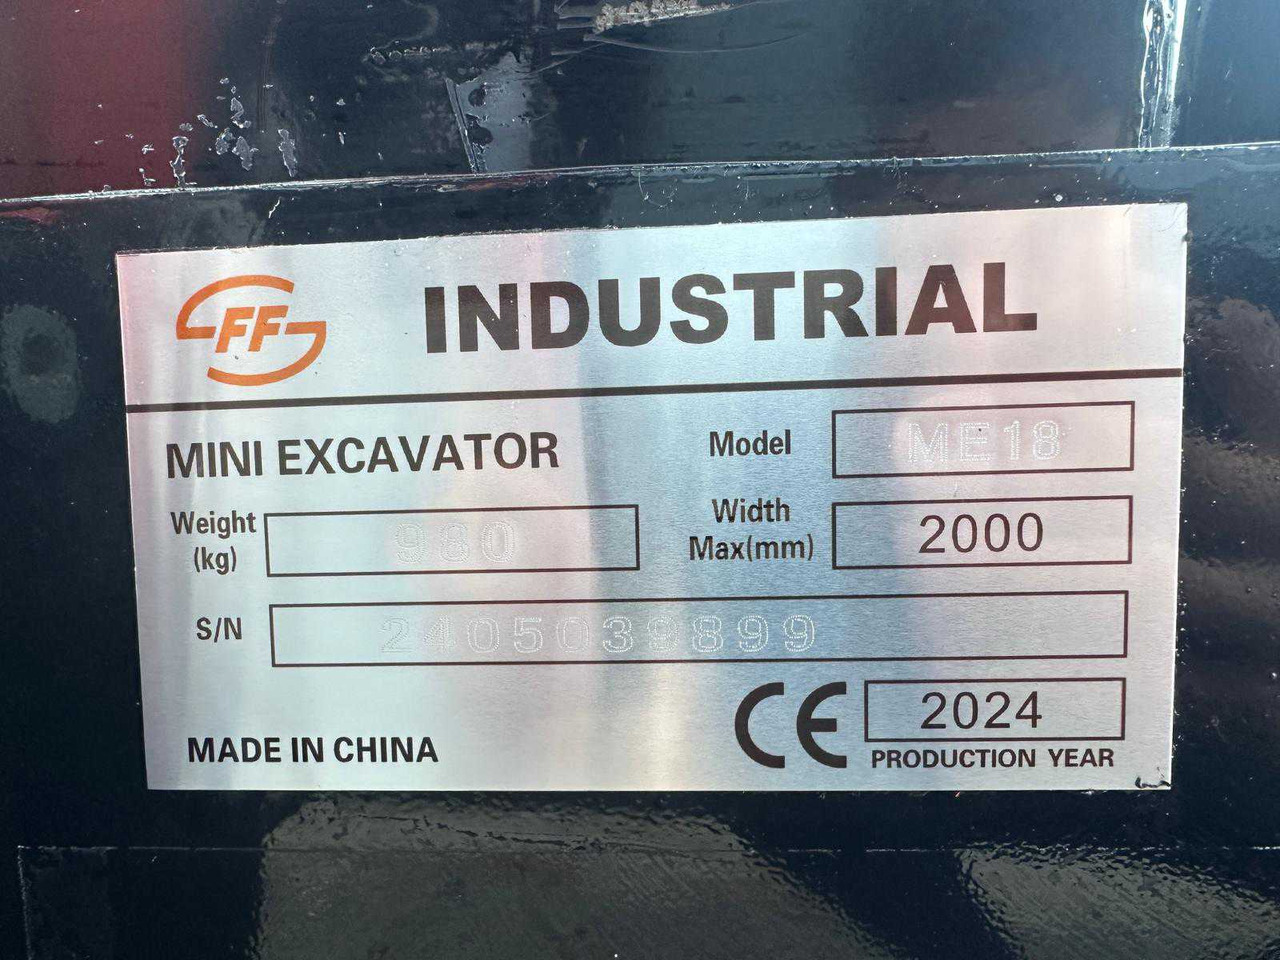 FF INDUSTRIAL
MINI EXCAVATOR
Model ME18
Weight (kg) 980
Width Max(mm) 2000
S/N 2405039899
MADE IN CHINA
CE 2024
PRODUCTION YEAR